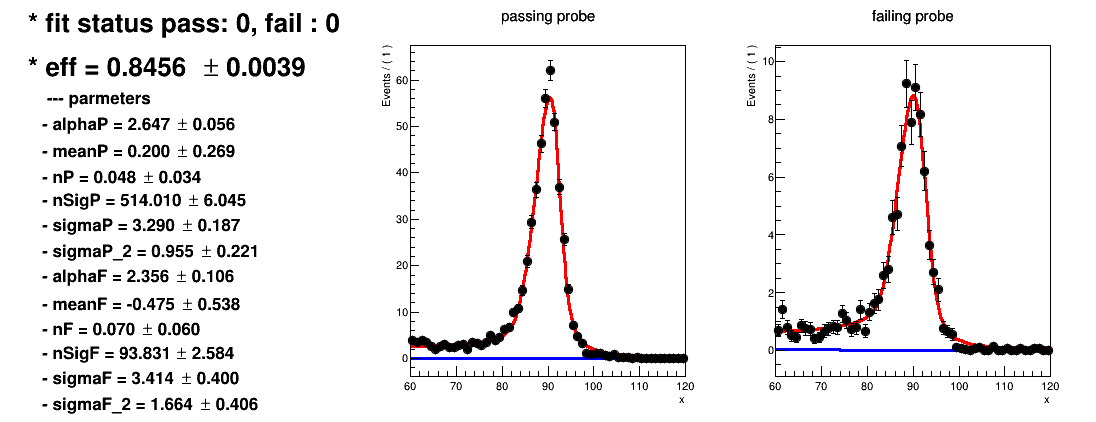 * fit status pass: 0, fail : 0
* eff = 0.8456 ± 0.0039
--- parmeters
- alphaP = 2.647 ± 0.056
- meanP = 0.200 ± 0.269
- nP = 0.048 ± 0.034
- nSigP = 514.010 ± 6.045
- sigmaP = 3.290 ± 0.187
- sigmaP_2 = 0.955 ± 0.221
- alphaF = 2.356 ± 0.106
- meanF = -0.475 ± 0.538
- nF = 0.070 ± 0.060
- nSigF = 93.831 ± 2.584
- sigmaF = 3.414 ± 0.400
- sigmaF_2 = 1.664 ± 0.406
passing probe
Events / ( 1 )
60
50
40
30
20
10
0
60 70 80 90 100 110 120
x
failing probe
Events / ( 1 )
10
8
6
4
2
0
60 70 80 90 100 110 120
x